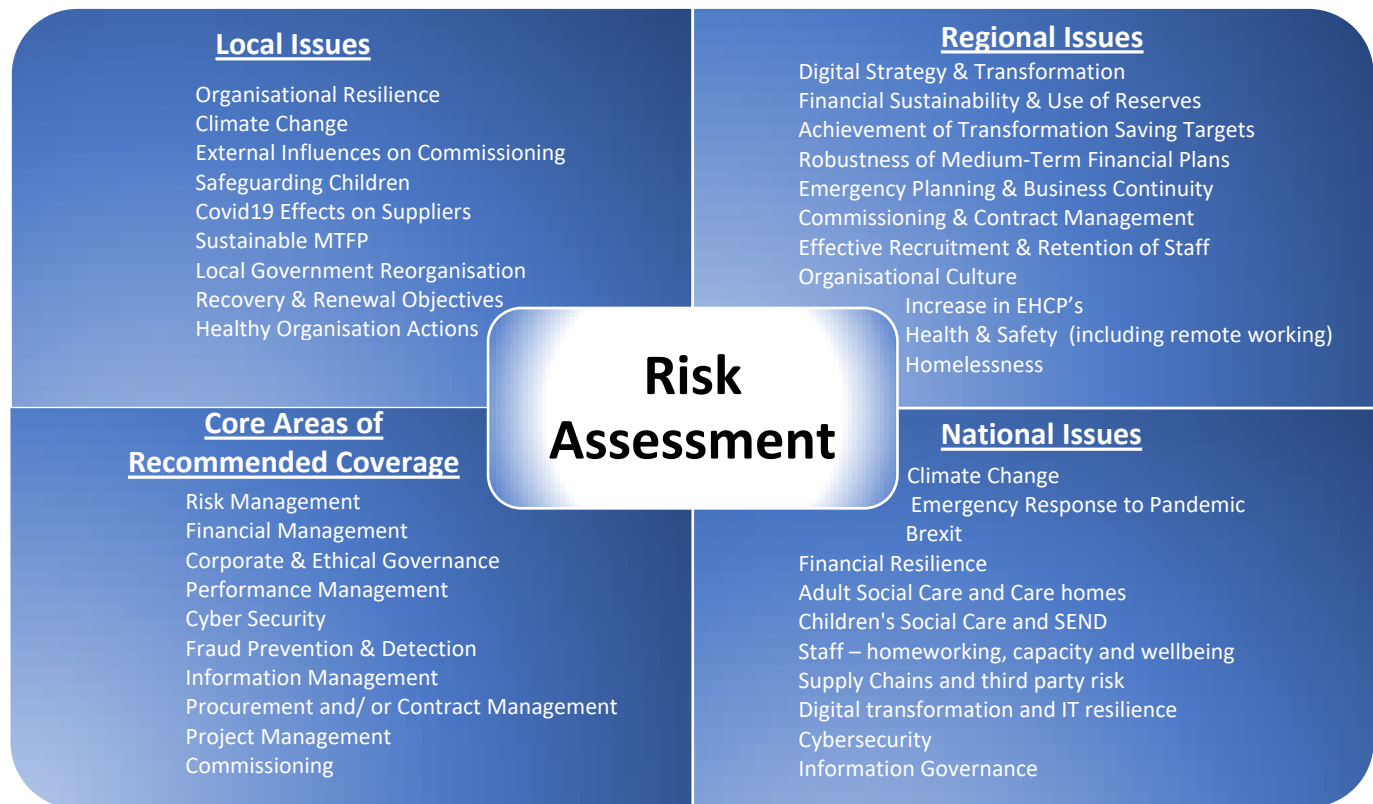 Local Issues
Organisational Resilience
Climate Change
External Influences on Commissioning
Safeguarding Children
Covid19 Effects on Suppliers
Sustainable MTFP
Local Government Reorganisation
Recovery & Renewal Objectives
Healthy Organisation Actions
Regional Issues
Digital Strategy & Transformation
Financial Sustainability & Use of Reserves
Achievement of Transformation Saving Targets
Robustness of Medium-Term Financial Plans
Emergency Planning & Business Continuity
Commissioning & Contract Management
Effective Recruitment & Retention of Staff
Organisational Culture
Increase in EHCP’s
Health & Safety  (including remote working)
Homelessness
Risk
Assessment
Core Areas of
Recommended Coverage
Risk Management
Financial Management
Corporate & Ethical Governance
Performance Management
Cyber Security
Fraud Prevention & Detection
Information Management
Procurement and/ or Contract Management
Project Management
Commissioning
National Issues
Climate Change
Emergency Response to Pandemic
Brexit
Financial Resilience
Adult Social Care and Care homes
Children's Social Care and SEND
Staff – homeworking, capacity and wellbeing
Supply Chains and third party risk
Digital transformation and IT resilience
Cybersecurity
Information Governance